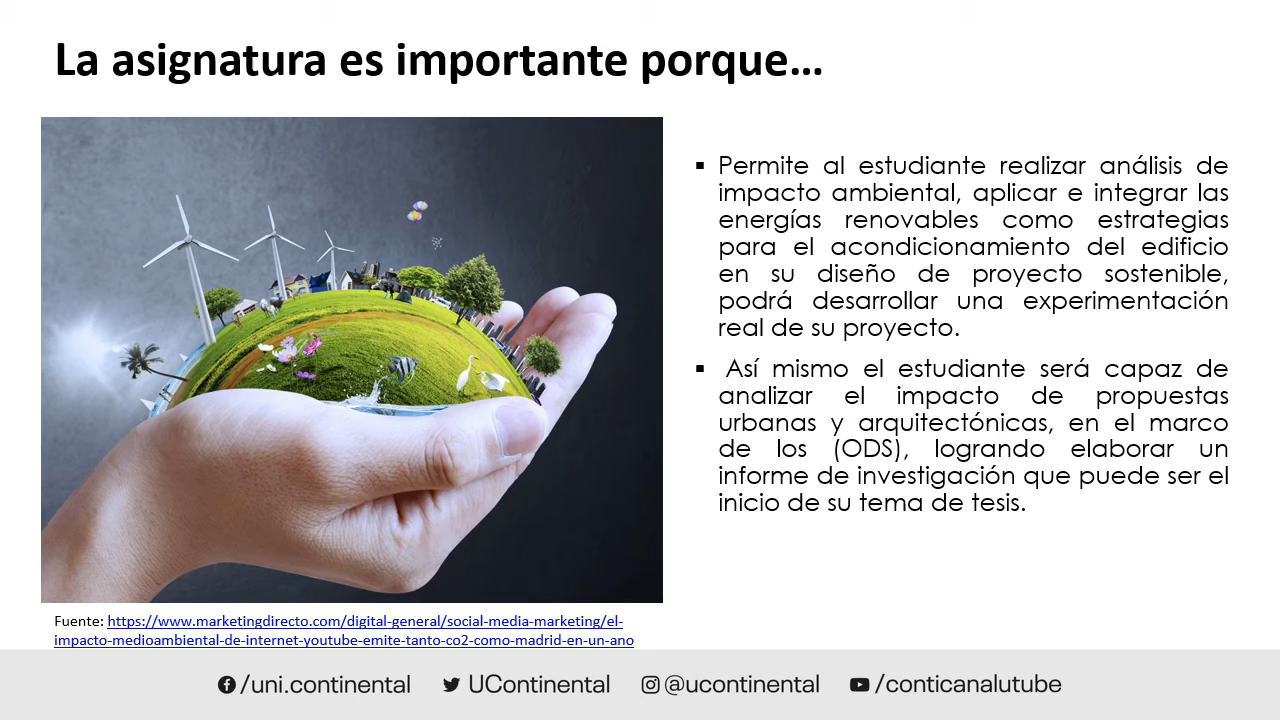 La asignatura es importante porque...
▪ Permite al estudiante realizar análisis de
impacto ambiental, aplicar e integrar las
energías renovables como estrategias
para el acondicionamiento del edificio
en su diseño de proyecto sostenible,
podrá desarrollar una experimentación
real de su proyecto.
▪ Así mismo el estudiante será capaz de
analizar el impacto de propuestas
urbanas y arquitectónicas, en el marco
de los (ODS), logrando elaborar un
informe de investigación que puede ser el
inicio de su tema de tesis.
Fuente: https://www.marketingdirecto.com/digital-general/social-media-marketing/el-
impacto-medioambiental-de-internet-youtube-emite-tanto-co2-como-madrid-en-un-ano
/uni.continental UContinental @ucontinental /conticanalutube